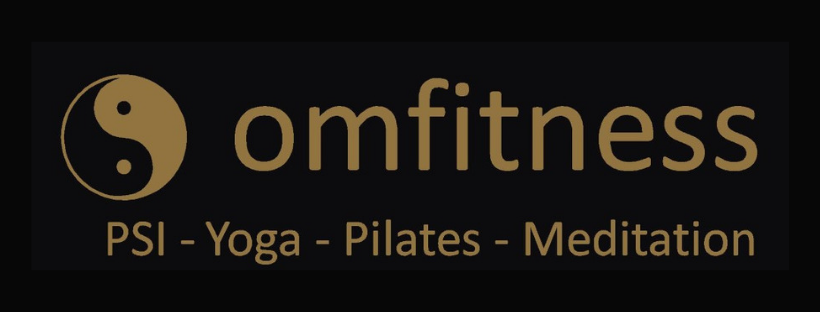 omfitness
PSI - Yoga - Pilates - Meditation